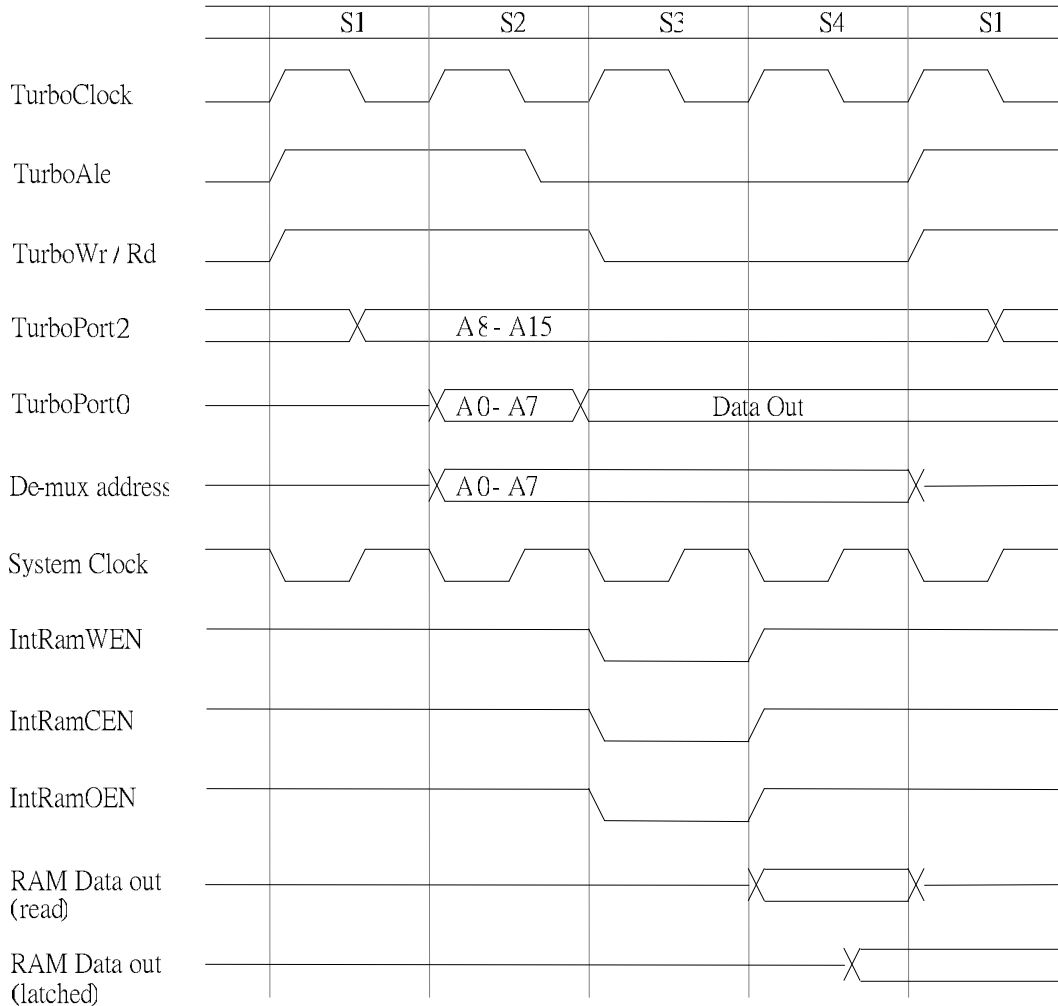 S1 S2 S3 S4 S1
TurboClock
TurboAle
TurboWr / Rd
TurboPort2 A8 - A15
TurboPort0 A0 - A7 Data Out
De-mux address A0 - A7
System Clock
IntRamWEN
IntRamCEN
IntRamOEN
RAM Data out
(read)
RAM Data out
(latched)